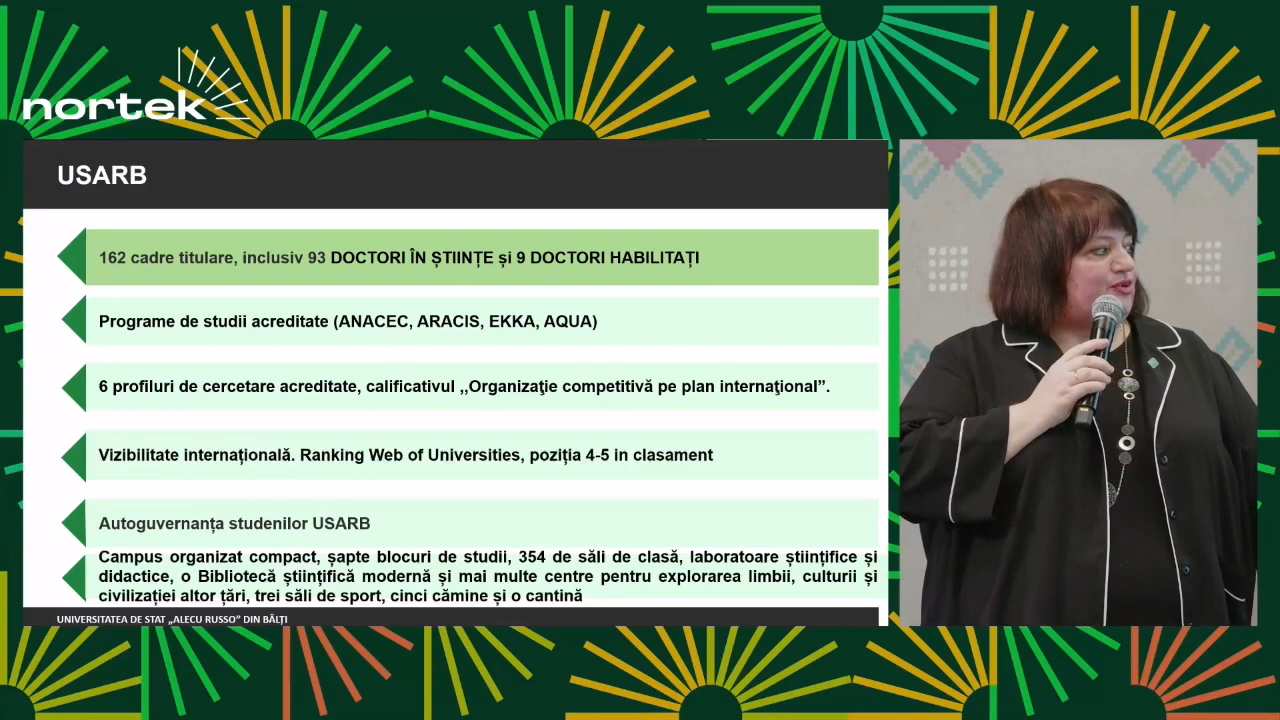 nortek
USARB
162 cadre titulare, inclusiv 93 DOCTORI ÎN ȘTIINȚE și 9 DOCTORI HABILITAȚI
Programe de studii acreditate (ANACEC, ARACIS, EKKA, AQUA)
6 profiluri de cercetare acreditate, calificativul ,,Organizaţie competitivă pe plan internaţional”.
Vizibilitate internațională. Ranking Web of Universities, poziția 4-5 in clasament
Autoguvernanța studenilor USARB
Campus organizat compact, șapte blocuri de studii, 354 de săli de clasă, laboratoare științifice și
didactice, o Bibliotecă științifică modernă și mai multe centre pentru explorarea limbii, culturii și
civilizației altor țări, trei săli de sport, cinci cămine și o cantină
UNIVERSITATEA DE STAT „ALECU RUSSO” DIN BĂLȚI